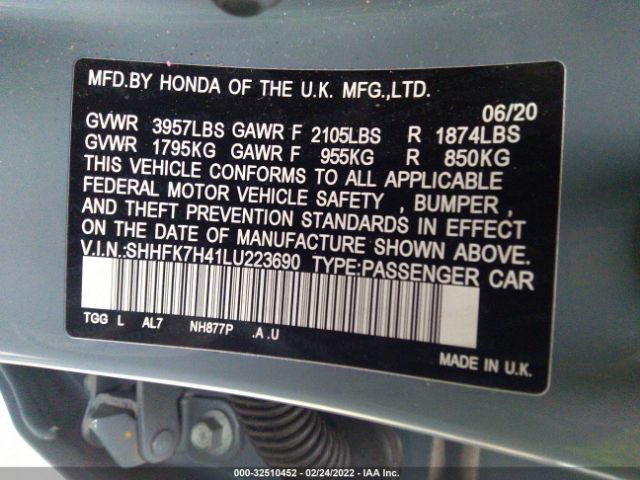 MFD.BY HONDA OF THE U.K. MFG.,LTD.
06/20
GVWR 3957LBS GAWR F 2105LBS R 1874LBS
GVWR 1795KG GAWR F 955KG R 850KG
THIS VEHICLE CONFORMS TO ALL APPLICABLE
FEDERAL MOTOR VEHICLE SAFETY , BUMPER ,
AND THEFT PREVENTION STANDARDS IN EFFECT
ON THE DATE OF MANUFACTURE SHOWN ABOVE.
V.I.N.:SHHFK7H41LU223690 TYPE:PASSENGER CAR
TGG L AL7 NH877P .A .U
MADE IN U.K.
000-32510452 - 02/24/2022 - IAA Inc.